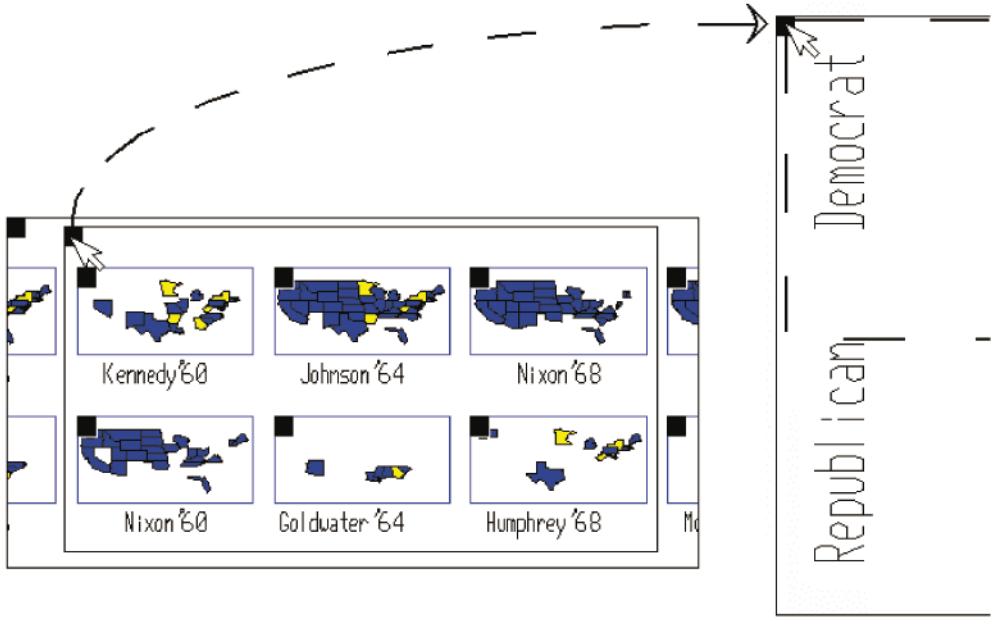 Kennedy '60
Johnson '64
Nixon '68
Nixon '60
Goldwater '64
Humphrey '68
Democrat
Republican